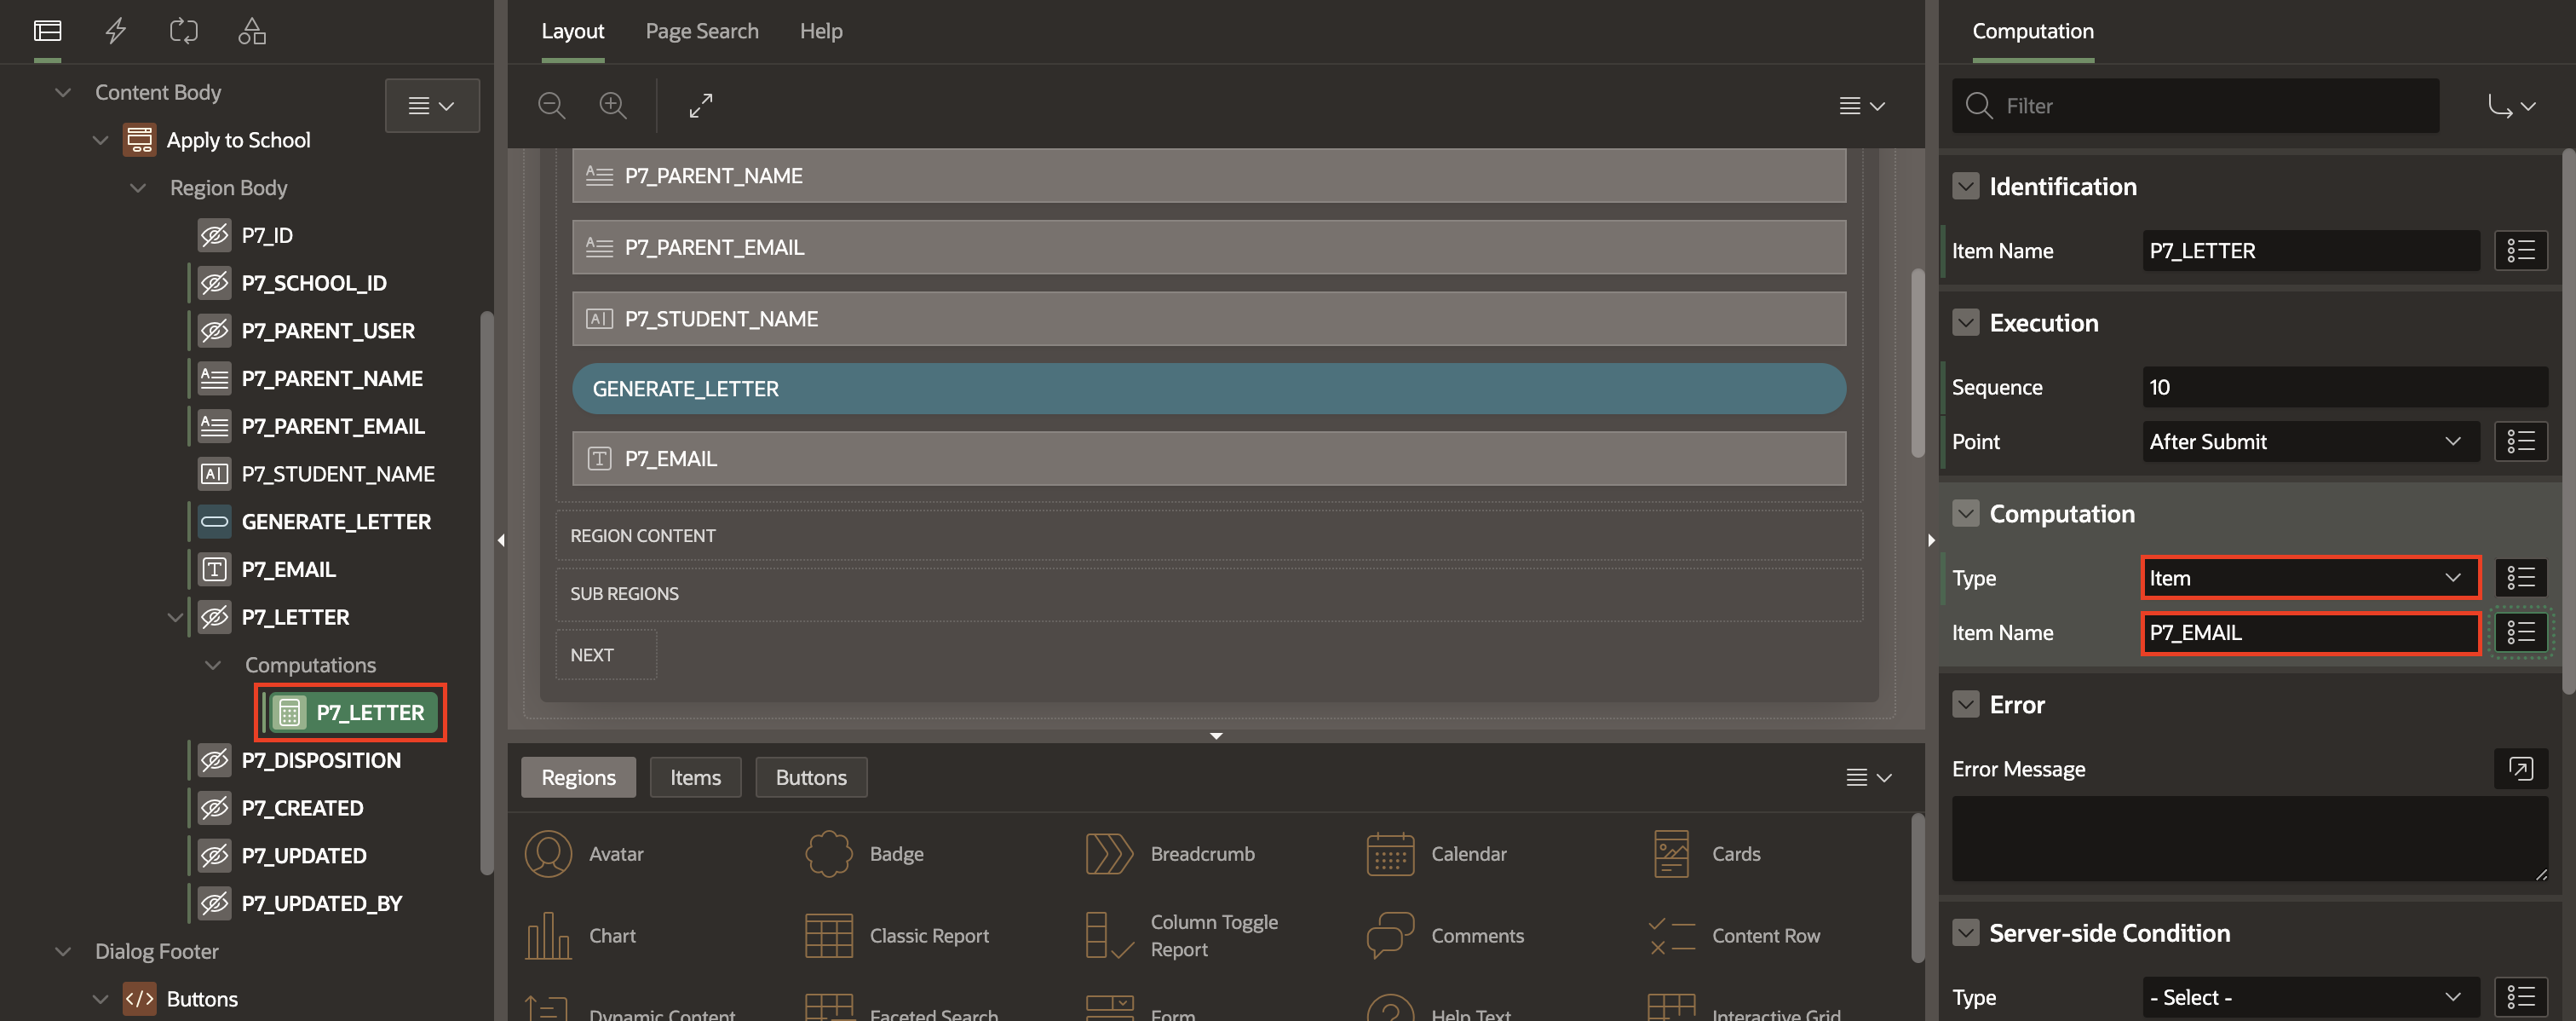 Content Body
Apply to School
Region Body
P7_ID
P7_SCHOOL_ID
P7_PARENT_USER
P7_PARENT_NAME
P7_PARENT_EMAIL
P7_STUDENT_NAME
GENERATE_LETTER
P7_EMAIL
P7_LETTER
Computations
P7_LETTER
P7_DISPOSITION
P7_CREATED
P7_UPDATED
P7_UPDATED_BY
Dialog Footer
Buttons
Layout Page Search Help
P7_PARENT_NAME
P7_PARENT_EMAIL
P7_STUDENT_NAME
GENERATE_LETTER
P7_EMAIL
REGION CONTENT
SUB REGIONS
NEXT
Regions Items Buttons
Avatar Badge Breadcrumb Calendar Cards
Chart Classic Report Column Toggle Report Comments Content Row
Dynamic Content Faceted Search Form Help Text Interactive Grid
Computation
Filter
Identification
Item Name P7_LETTER
Execution
Sequence 10
Point After Submit
Computation
Type Item
Item Name P7_EMAIL
Error
Error Message
Server-side Condition
Type - Select -